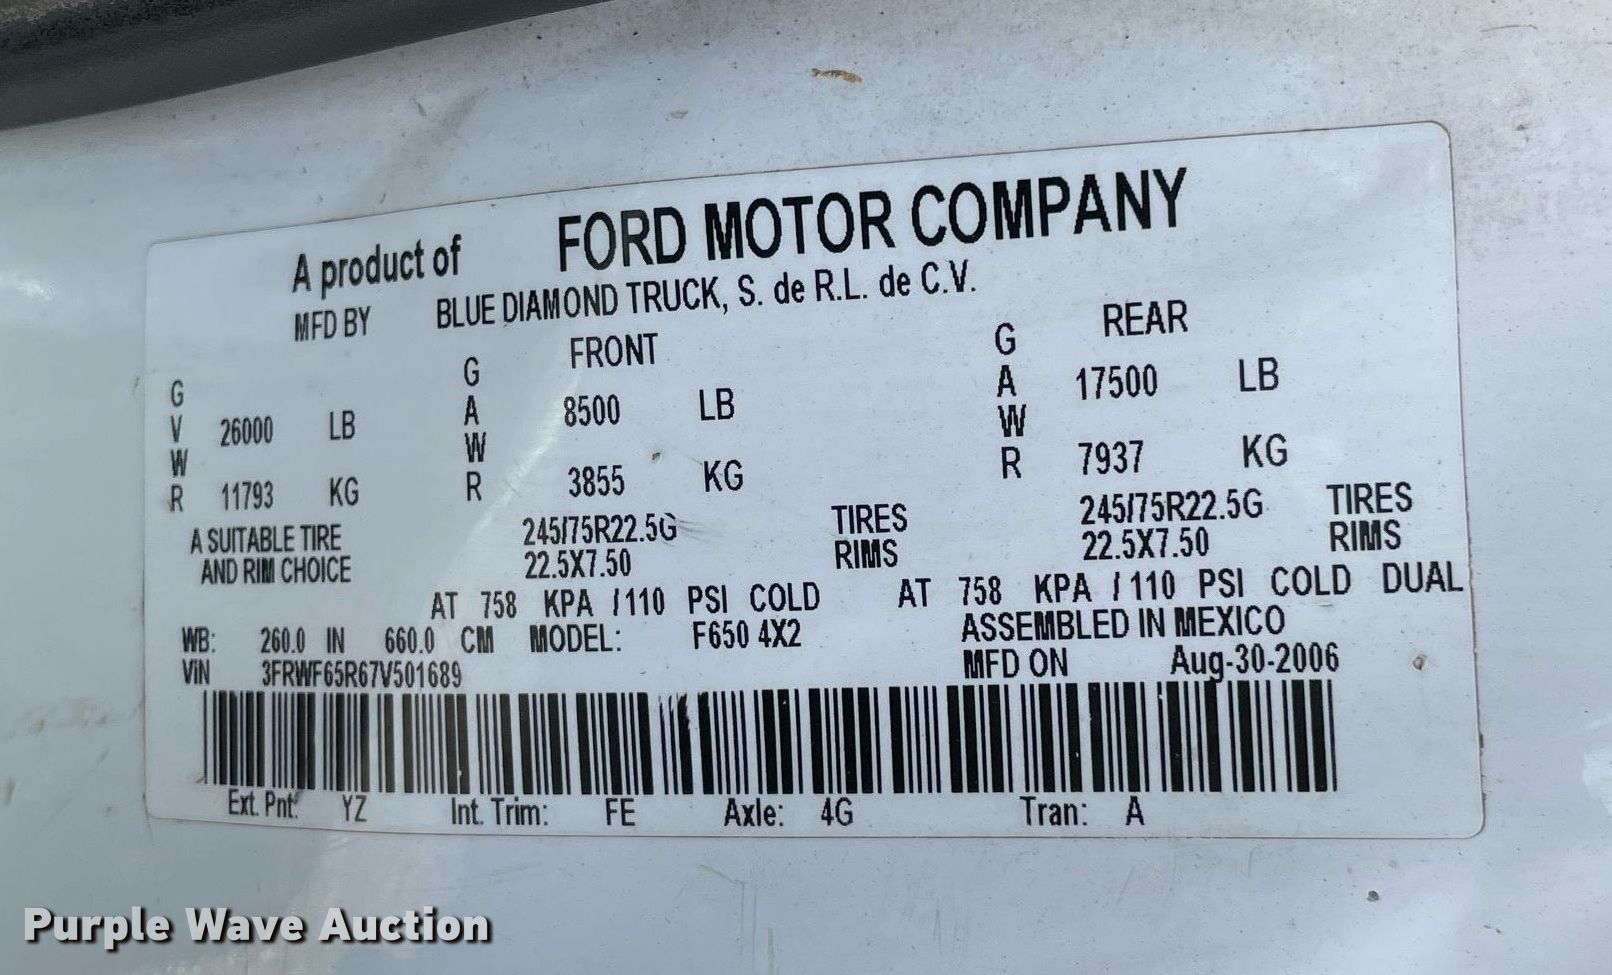 A product of FORD MOTOR COMPANY
MFD BY BLUE DIAMOND TRUCK, S. de R.L. de C.V.
FRONT REAR
GVWR 26000 LB GAWR 8500 LB GAWR 17500 LB
11793 KG 3855 KG 7937 KG
A SUITABLE TIRE 245/75R22.5G TIRES 245/75R22.5G TIRES
AND RIM CHOICE 22.5X7.50 RIMS 22.5X7.50 RIMS
AT 758 KPA / 110 PSI COLD AT 758 KPA / 110 PSI COLD DUAL
WB: 260.0 IN 660.0 CM MODEL: F650 4X2 ASSEMBLED IN MEXICO
VIN 3FRWF65R67V501689 MFD ON Aug-30-2006
Ext. Pnt: YZ Int. Trim: FE Axle: 4G Tran: A
Purple Wave Auction